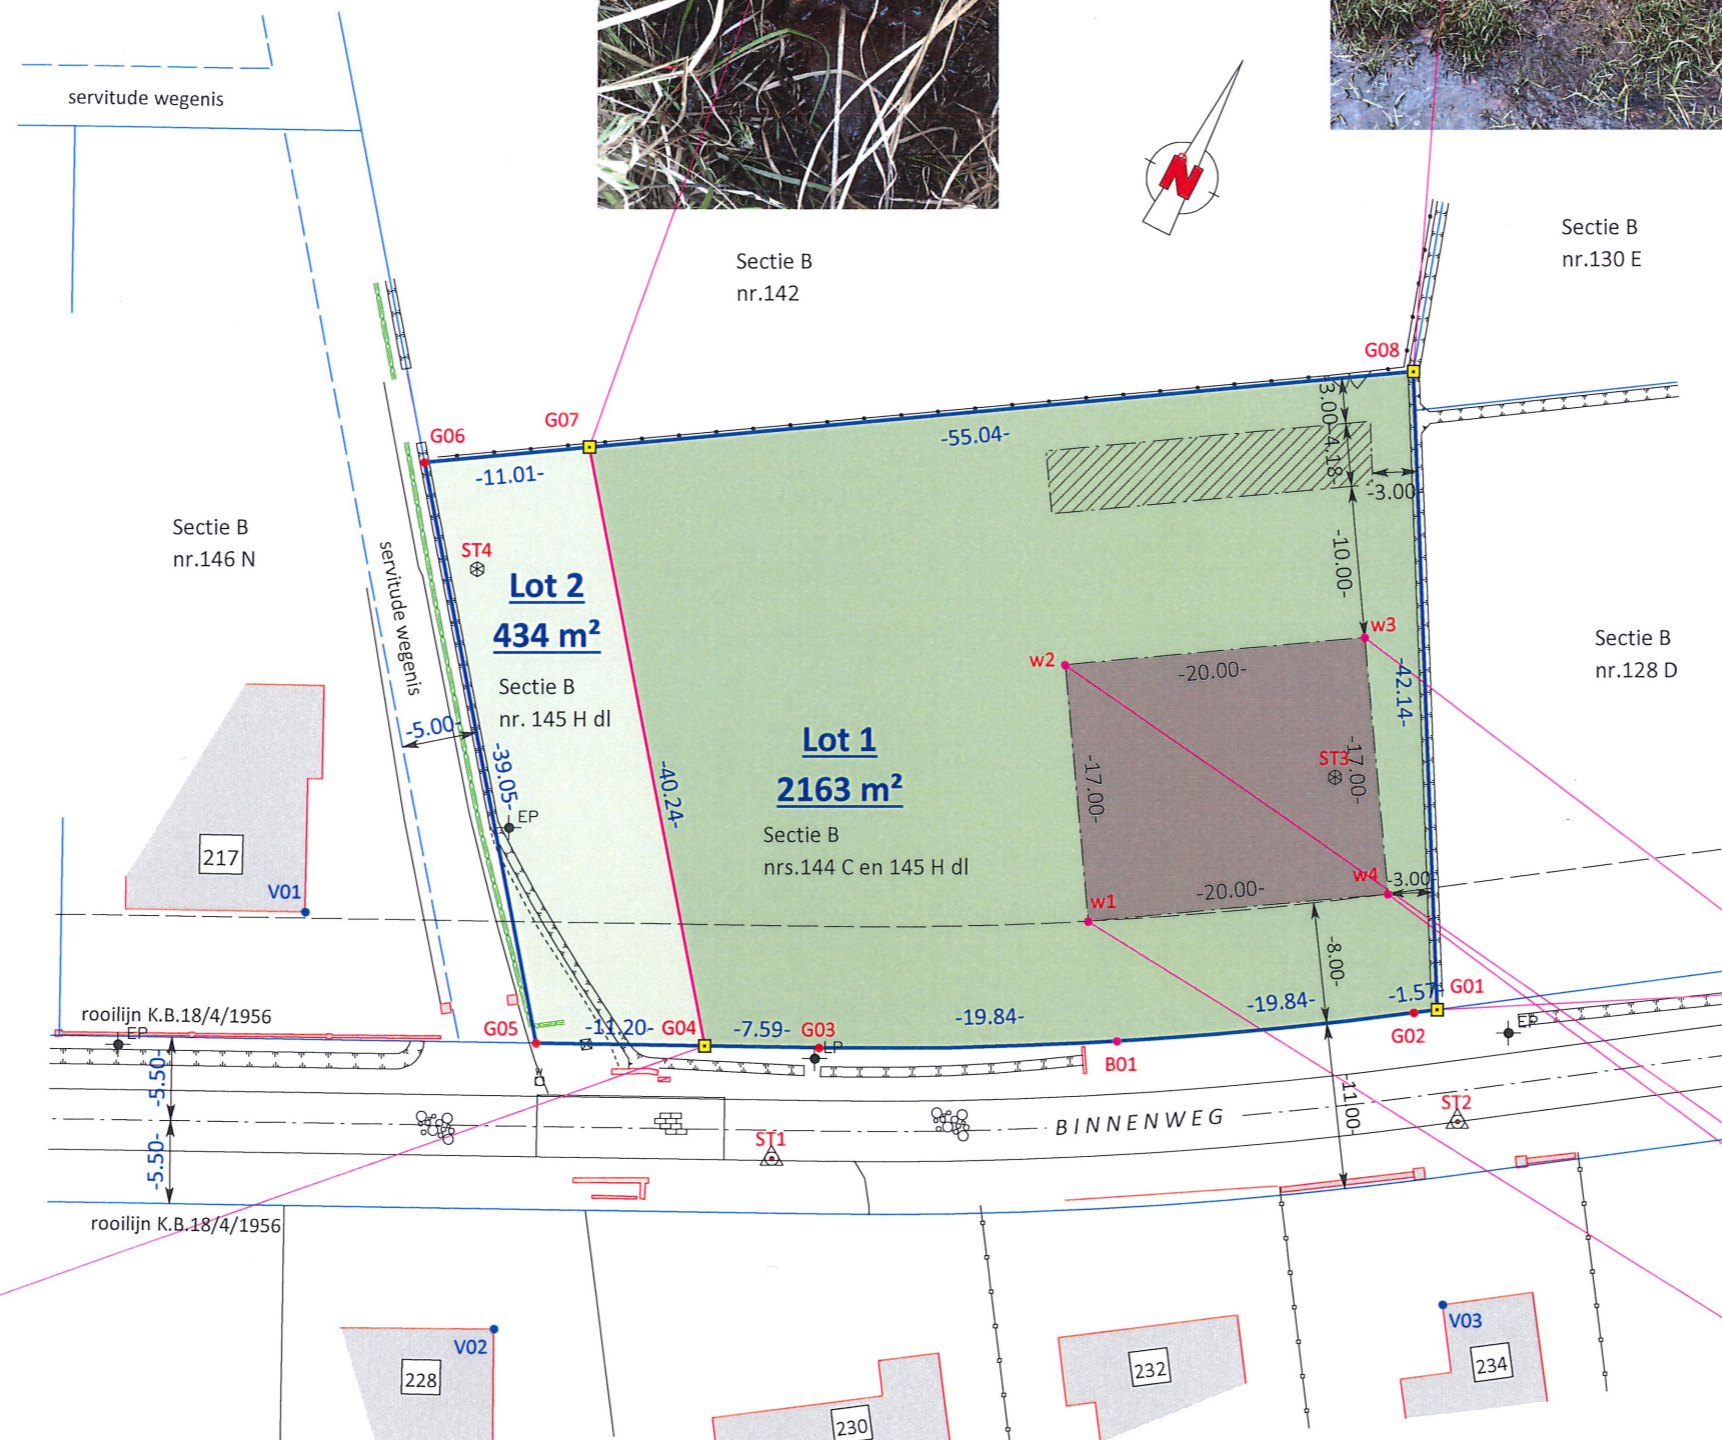 servitude wegenis
N
Sectie B
nr.142
Sectie B
nr.130 E
G08
G07
G06
-11.01-
-55.04-
-3.00-
-4.18-
-3.00-
-10.00-
Sectie B
nr.146 N
servitude wegenis
ST4
Lot 2
434 m²
Sectie B
nr. 145 H dl
w3
w2
-20.00-
-42.14-
Sectie B
nr.128 D
-5.00-
-39.05-
-40.24-
Lot 1
2163 m²
Sectie B
nrs.144 C en 145 H dl
-17.00-
ST3
-17.00-
EP
217
V01
w4
-3.00-
-20.00-
w1
-8.00-
G01
-1.57-
-19.84-
G02
rooilijn K.B.18/4/1956
EP
G05
-11.20-
G04
-7.59-
G03
LP
-19.84-
B01
EP
-5.50-
-5.50-
BINNENWEG
-11.00-
ST2
ST1
rooilijn K.B.18/4/1956
V02
228
230
232
V03
234